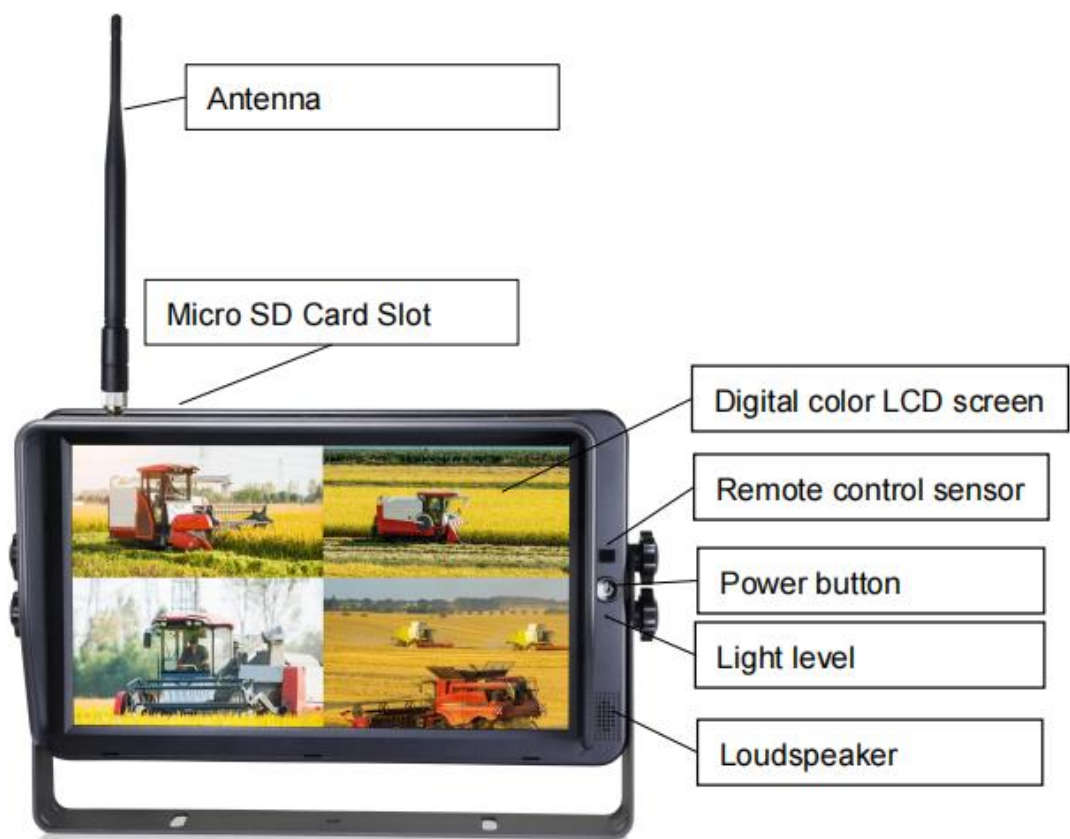 Antenna
Micro SD Card Slot
Digital color LCD screen
Remote control sensor
Power button
Light level
Loudspeaker